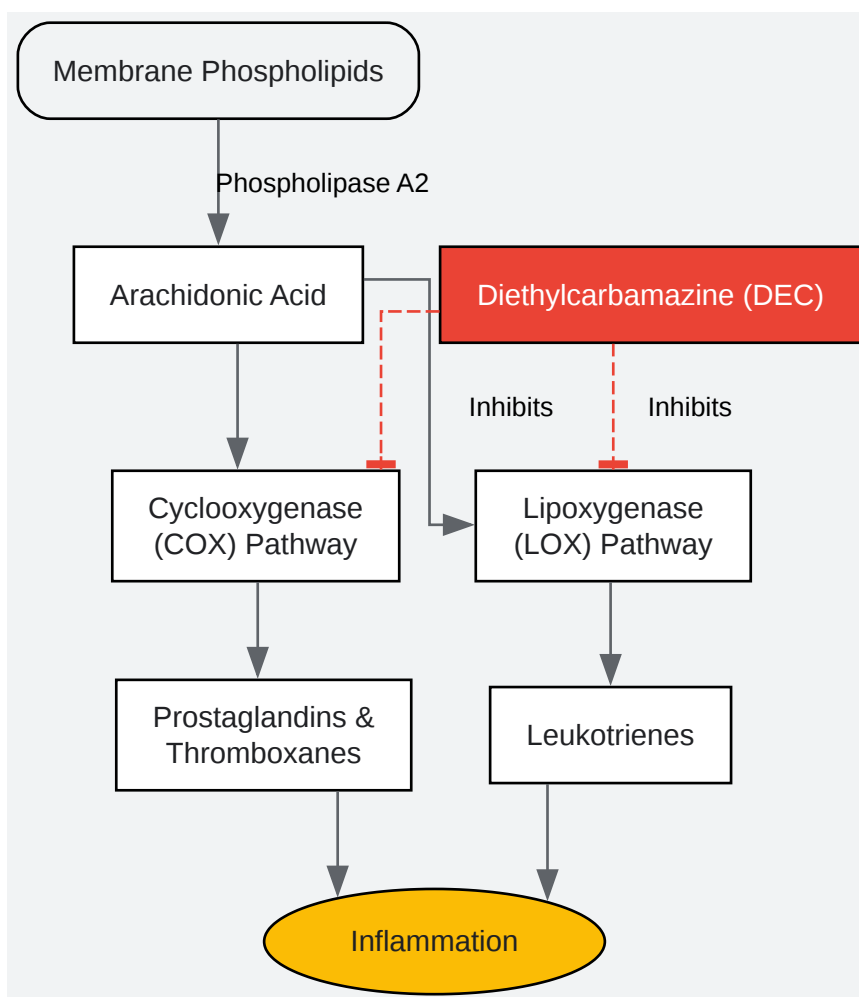 Membrane Phospholipids
Phospholipase A2
Arachidonic Acid
Diethylcarbamazine (DEC)
Inhibits
Inhibits
Cyclooxygenase
(COX) Pathway
Lipoxygenase
(LOX) Pathway
Prostaglandins &
Thromboxanes
Leukotrienes
Inflammation